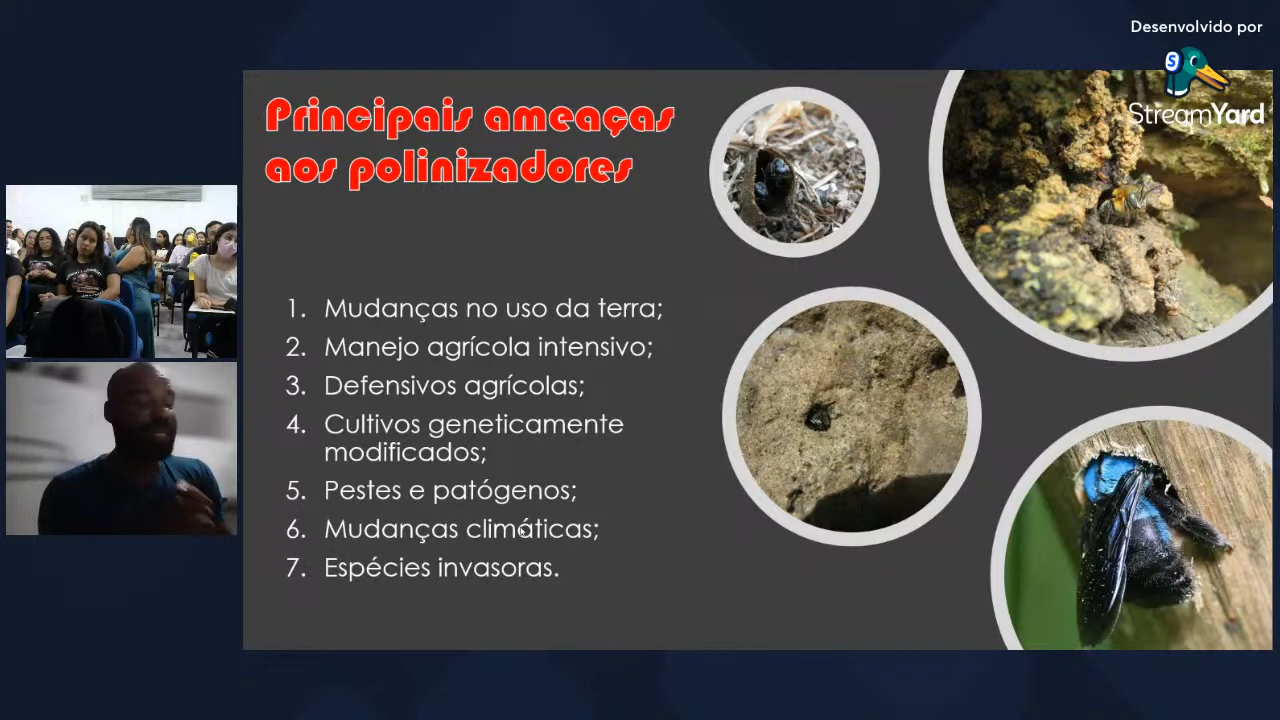 Desenvolvido por
StreamYard
Principais ameaças
aos polinizadores
1. Mudanças no uso da terra;
2. Manejo agrícola intensivo;
3. Defensivos agrícolas;
4. Cultivos geneticamente
modificados;
5. Pestes e patógenos;
6. Mudanças climáticas;
7. Espécies invasoras.